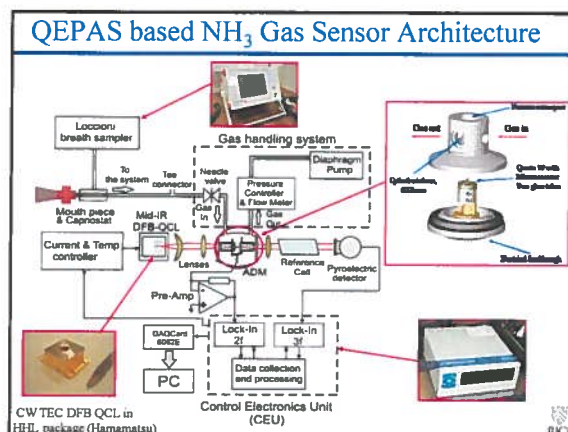 QEPAS based NH3 Gas Sensor Architecture
Loccioni
breath sampler
Gas handling system
To
the system
Tee
connector
Needle
valve
Diaphragm
Pump
Pressure
Controller
& Flow Meter
Mouth piece
& Capnostat
Gas
In
Gas
Out
Mid-IR
DFB-QCL
Current & Temp
controller
Lenses
ADM
Reference
Cell
Pyroelectric
detector
Pre-Amp
Lock-In
2f
Lock-In
3f
DAQCard
6062E
PC
Data collection
and processing
Control Electronics Unit
(CEU)
CW TEC DFB QCL in
HHL package (Hamamatsu)
Gas out
Gas in